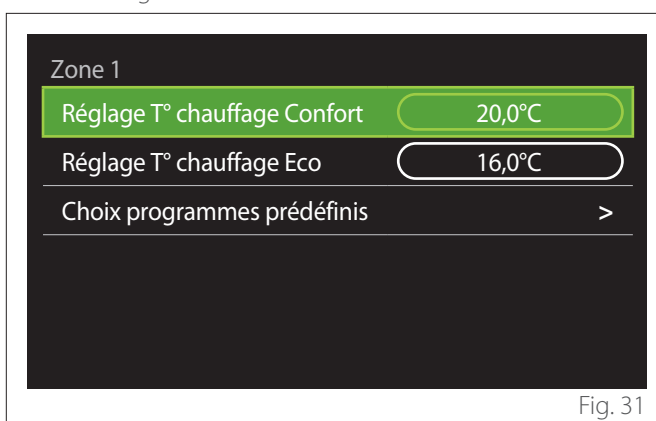 Zone 1
Réglage T° chauffage Confort 20,0°C
Réglage T° chauffage Eco 16,0°C
Choix programmes prédéfinis >
Fig. 31